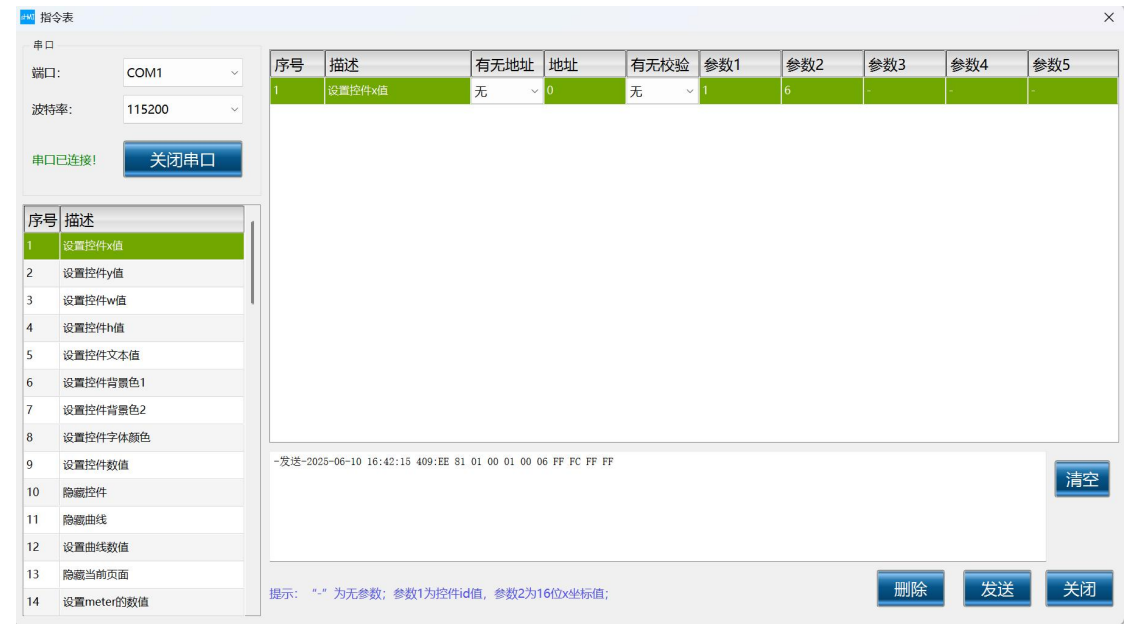 指令表
串口
端口: COM1
波特率: 115200
串口已连接! 关闭串口
序号 描述
1 设置控件x值
2 设置控件y值
3 设置控件w值
4 设置控件h值
5 设置控件文本值
6 设置控件背景色1
7 设置控件背景色2
8 设置控件字体颜色
9 设置控件数值
10 隐藏控件
11 隐藏曲线
12 设置曲线数值
13 隐藏当前页面
14 设置meter的数值
序号 描述 有无地址 地址 有无校验 参数1 参数2 参数3 参数4 参数5
1 设置控件x值 无 0 无 1 6 - - -
-发送-2025-06-10 16:42:15 409:EE 81 01 00 01 00 06 FF FC FF FF
清空
提示: “-” 为无参数; 参数1为控件id值, 参数2为16位x坐标值;
删除 发送 关闭